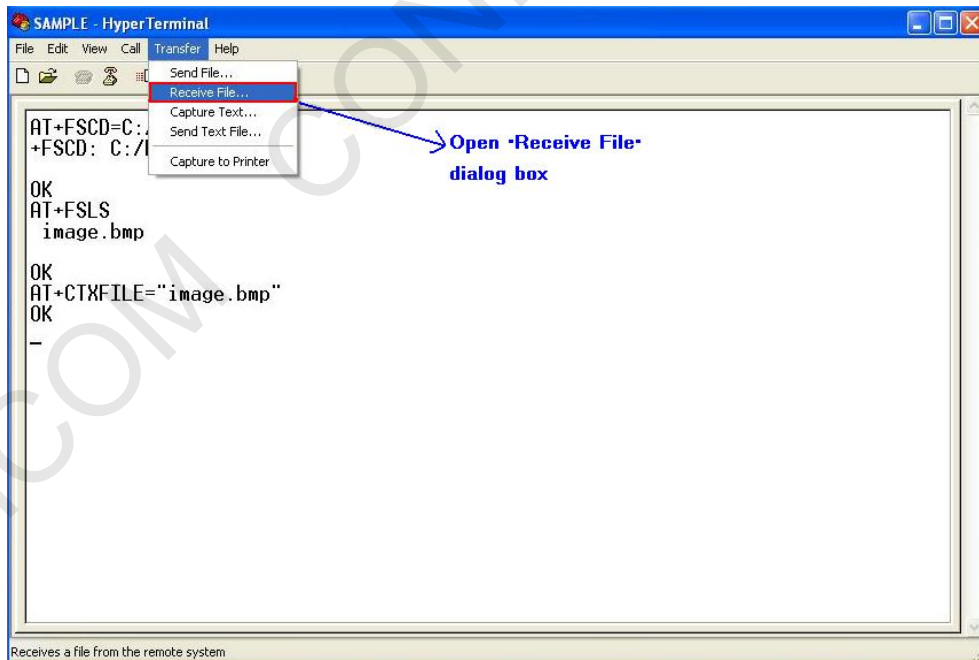 SAMPLE - HyperTerminal
File Edit View Call Transfer Help
Send File...
Receive File...
Capture Text...
Send Text File...
Capture to Printer
AT+FSCD=C:/
+FSCD: C:/
Open -Receive File-
dialog box
OK
AT+FSLS
image.bmp
OK
AT+CTXFILE="image.bmp"
OK
Receives a file from the remote system
COM CON